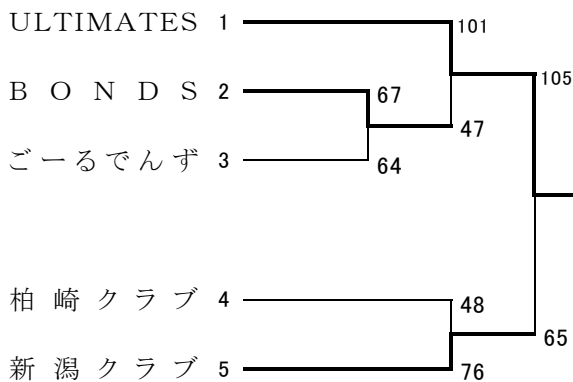 ULTIMATES 1 101
105
B O N D S 2 67
47
ごーるでんず 3 64
柏 崎 ク ラ ブ 4 48
65
新 潟 ク ラ ブ 5 76